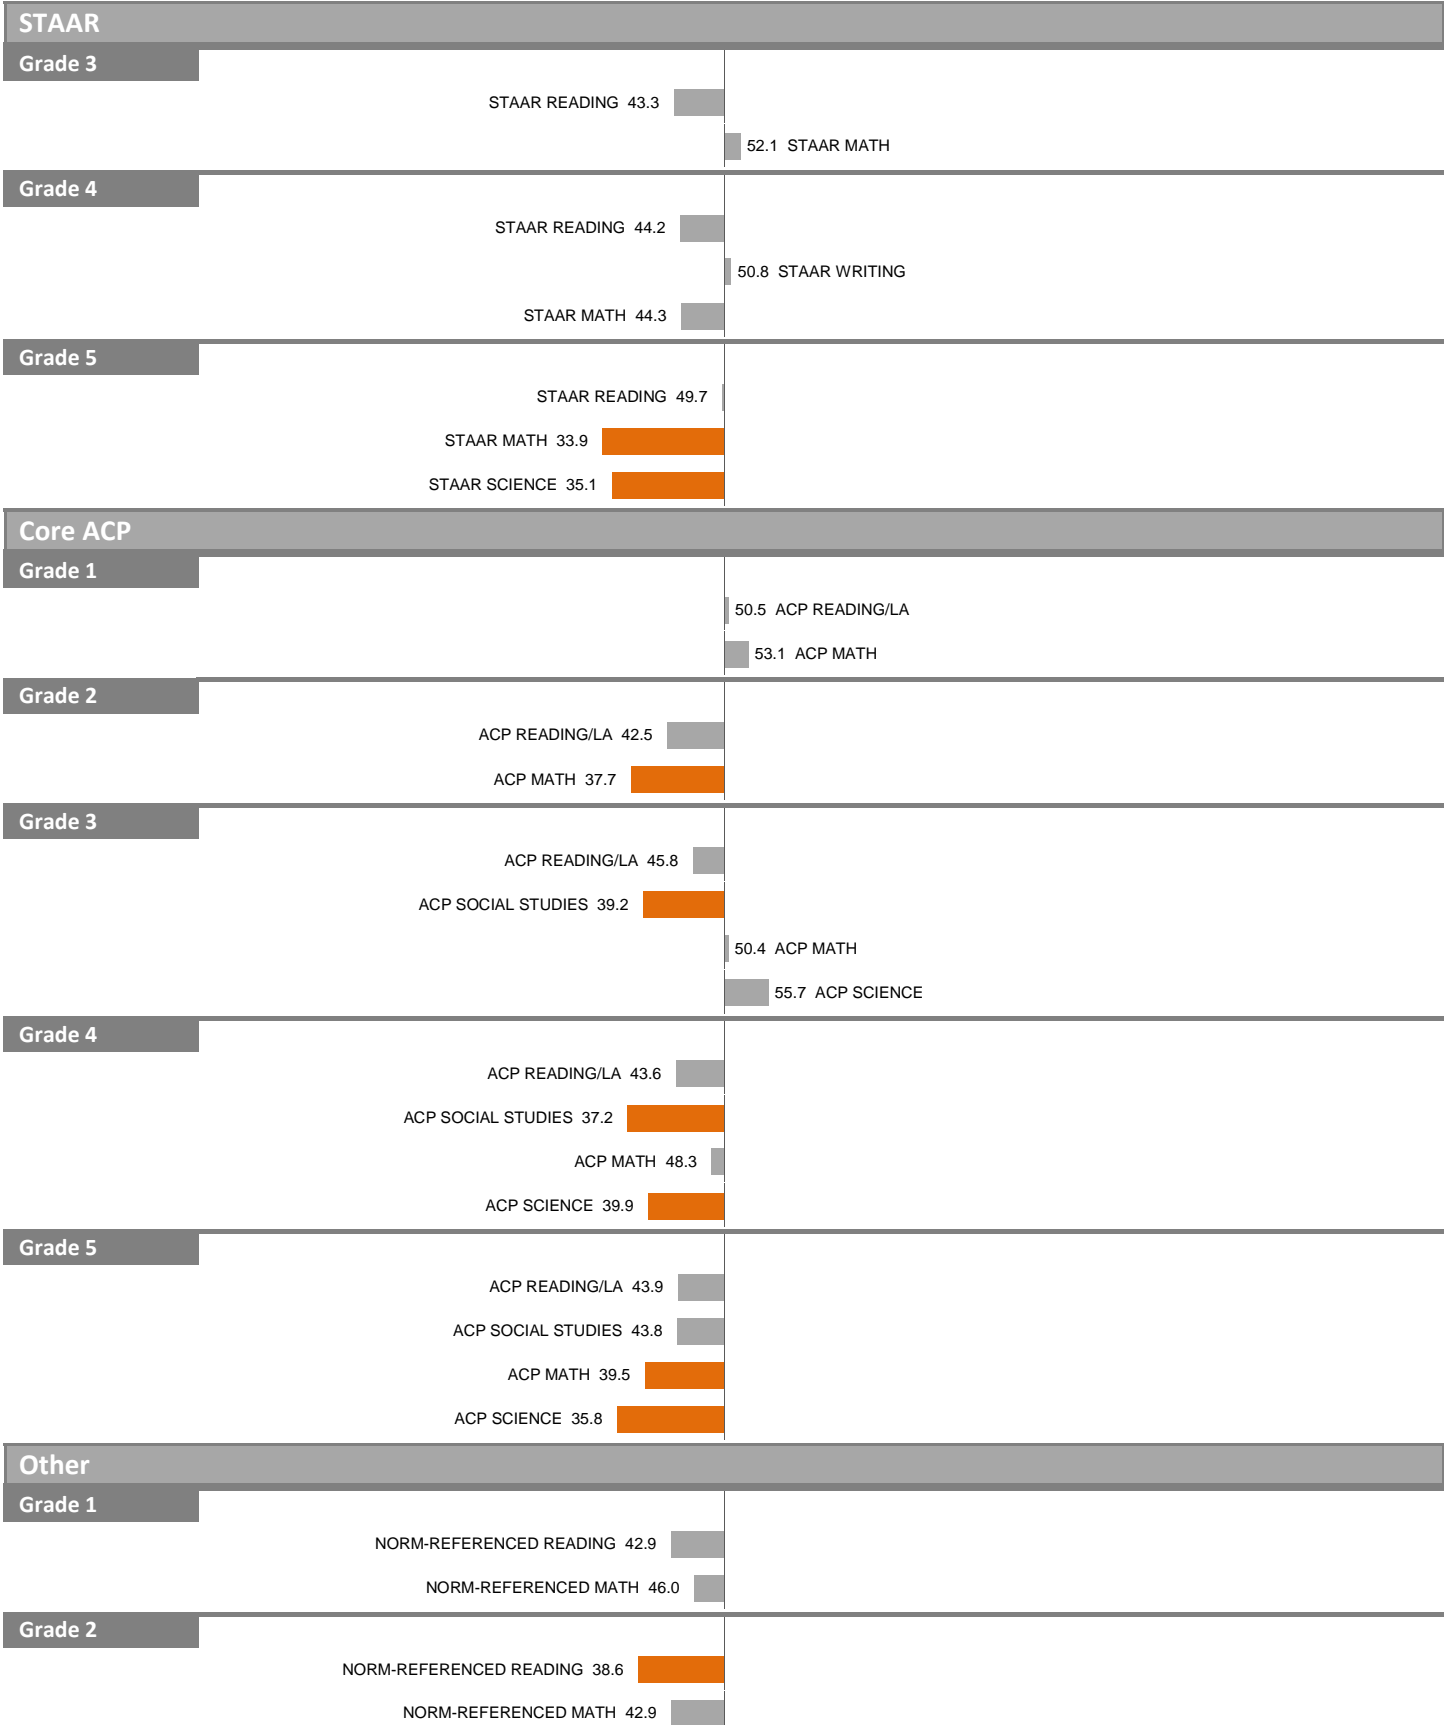 STAAR
Grade 3
STAAR READING 43.3
52.1 STAAR MATH
Grade 4
STAAR READING 44.2
50.8 STAAR WRITING
STAAR MATH 44.3
Grade 5
STAAR READING 49.7
STAAR MATH 33.9
STAAR SCIENCE 35.1
Core ACP
Grade 1
50.5 ACP READING/LA
53.1 ACP MATH
Grade 2
ACP READING/LA 42.5
ACP MATH 37.7
Grade 3
ACP READING/LA 45.8
ACP SOCIAL STUDIES 39.2
50.4 ACP MATH
55.7 ACP SCIENCE
Grade 4
ACP READING/LA 43.6
ACP SOCIAL STUDIES 37.2
ACP MATH 48.3
ACP SCIENCE 39.9
Grade 5
ACP READING/LA 43.9
ACP SOCIAL STUDIES 43.8
ACP MATH 39.5
ACP SCIENCE 35.8
Other
Grade 1
NORM-REFERENCED READING 42.9
NORM-REFERENCED MATH 46.0
Grade 2
NORM-REFERENCED READING 38.6
NORM-REFERENCED MATH 42.9